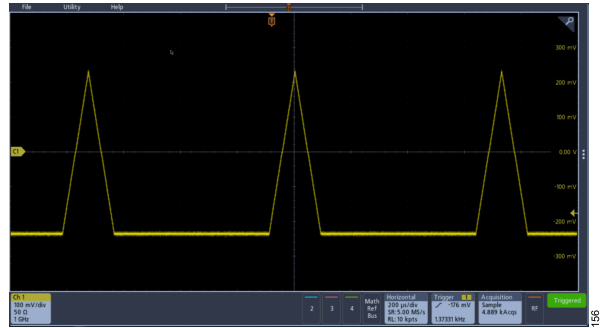 File Utility Help
T
300 mV
200 mV
100 mV
C1
0.00 V
-100 mV
-200 mV
-300 mV
Ch 1
100 mV/div
50 Ω
1 GHz
2 3 4
Math
Ref
Bus
Horizontal
200 µs/div
SR: 5.00 MS/s
RL: 10 kpts
Trigger 1
-176 mV
1.37331 kHz
Acquisition
Sample
4.889 kAcqs
RF
Triggered
156